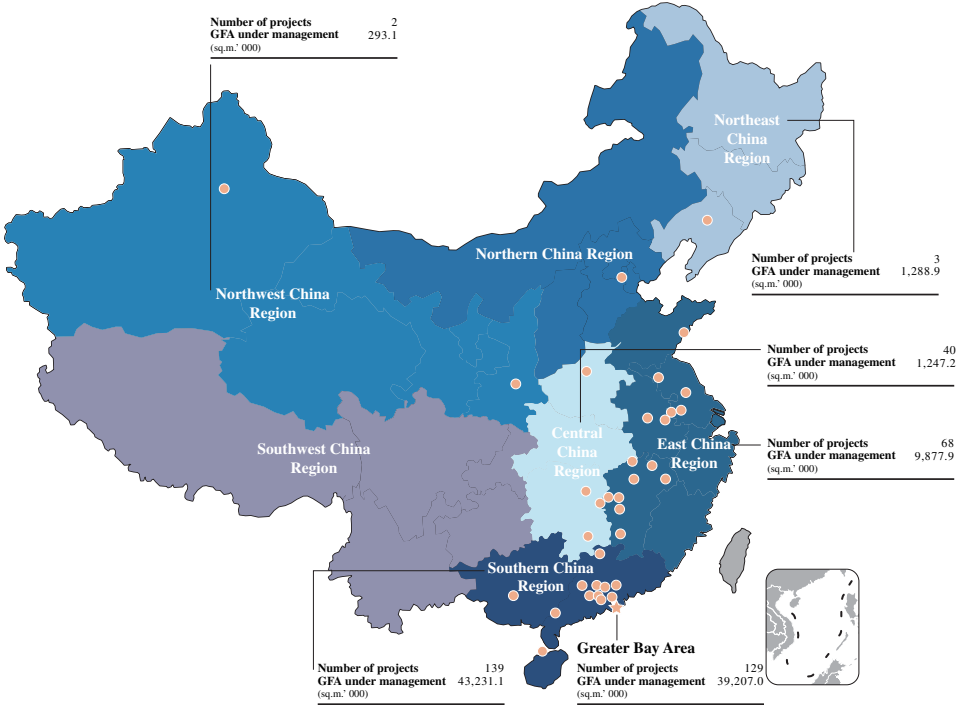 Number of projects 2
GFA under management 293.1
(sq.m.' 000)
Northeast
China
Region
Northern China Region
Number of projects 3
GFA under management 1,288.9
(sq.m.' 000)
Northwest China
Region
Number of projects 40
GFA under management 1,247.2
(sq.m.' 000)
Southwest China
Region
Central
China
Region
East China
Region
Number of projects 68
GFA under management 9,877.9
(sq.m.' 000)
Southern China
Region
Greater Bay Area
Number of projects 139
GFA under management 43,231.1
(sq.m.' 000)
Number of projects 129
GFA under management 39,207.0
(sq.m.' 000)